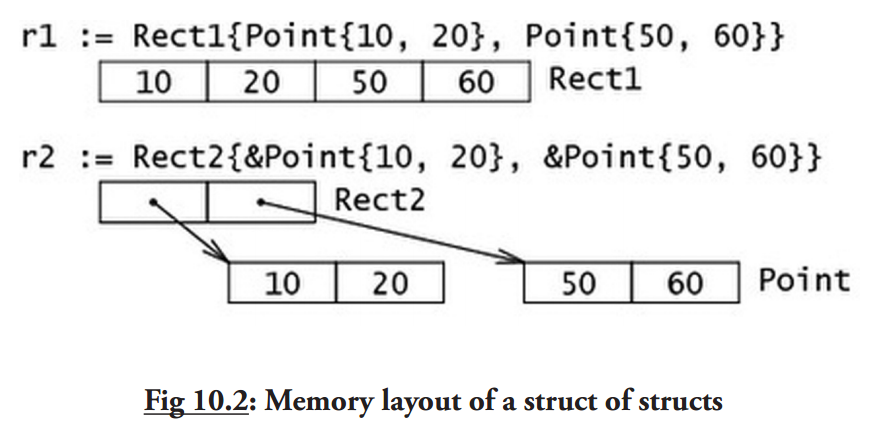 r1 := Rect1{Point{10, 20}, Point{50, 60}}
10 20 50 60 Rect1
r2 := Rect2{&Point{10, 20}, &Point{50, 60}}
Rect2
10 20 50 60 Point
Fig 10.2: Memory layout of a struct of structs